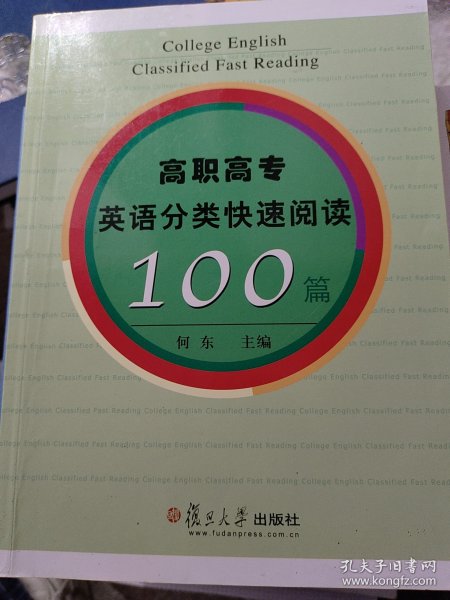 College English
Classified Fast Reading
高职高专
英语分类快速阅读
100篇
何东 主编
復旦大學出版社
www.fudanpress.com.cn
孔夫子旧书网
www.kongfz.com